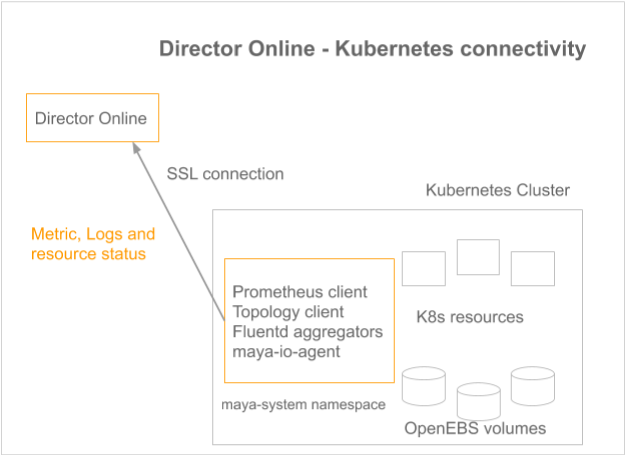 Director Online - Kubernetes connectivity
Director Online
SSL connection
Kubernetes Cluster
Metric, Logs and
resource status
Prometheus client
Topology client
Fluentd aggregators
maya-io-agent
K8s resources
maya-system namespace
OpenEBS volumes